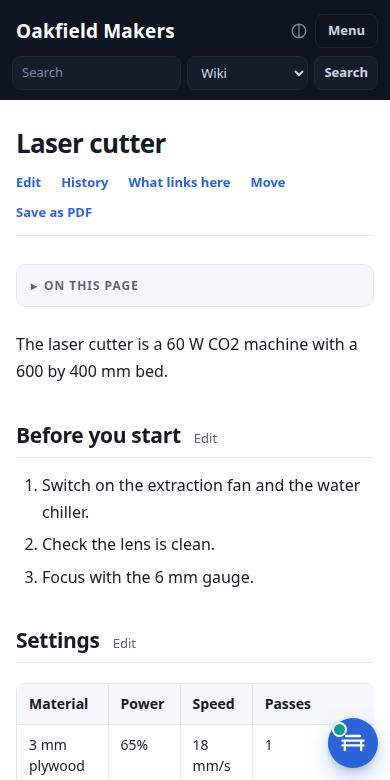 Oakfield Makers
Menu
Search
Wiki
Search
Laser cutter
Edit History What links here Move
Save as PDF
▸ ON THIS PAGE
The laser cutter is a 60 W CO2 machine with a
600 by 400 mm bed.
Before you start Edit
1. Switch on the extraction fan and the water
chiller.
2. Check the lens is clean.
3. Focus with the 6 mm gauge.
Settings Edit
Material Power Speed Passes
3 mm 65% 18 1
plywood mm/s